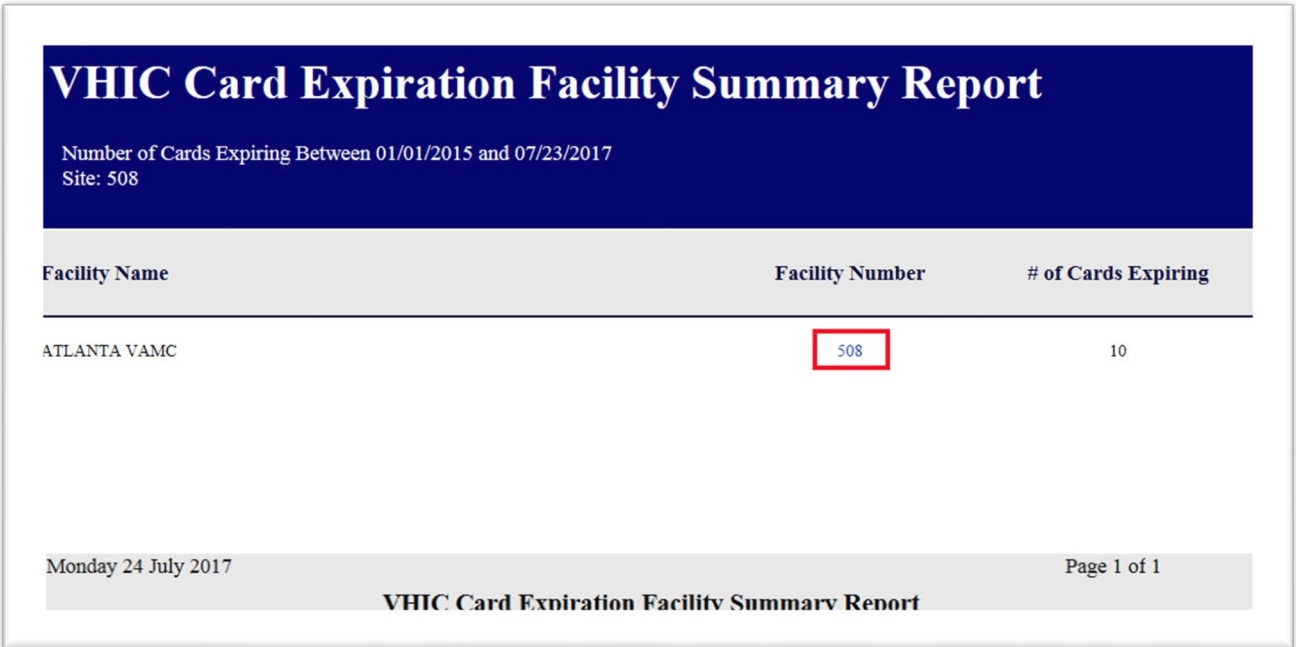 VHIC Card Expiration Facility Summary Report
Number of Cards Expiring Between 01/01/2015 and 07/23/2017
Site: 508
Facility Name Facility Number # of Cards Expiring
ATLANTA VAMC 508 10
Monday 24 July 2017 Page 1 of 1
VHIC Card Expiration Facility Summary Report